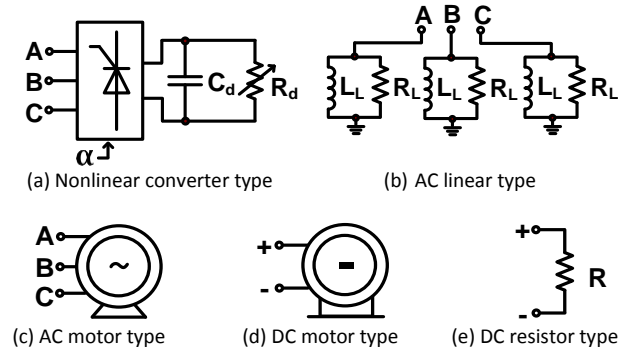 A
B
C
α
C_d
R_d
(a) Nonlinear converter type
A B C
L_L R_L L_L R_L L_L R_L
(b) AC linear type
A
B
C
~
(c) AC motor type
+
-
-
(d) DC motor type
+
-
R
(e) DC resistor type